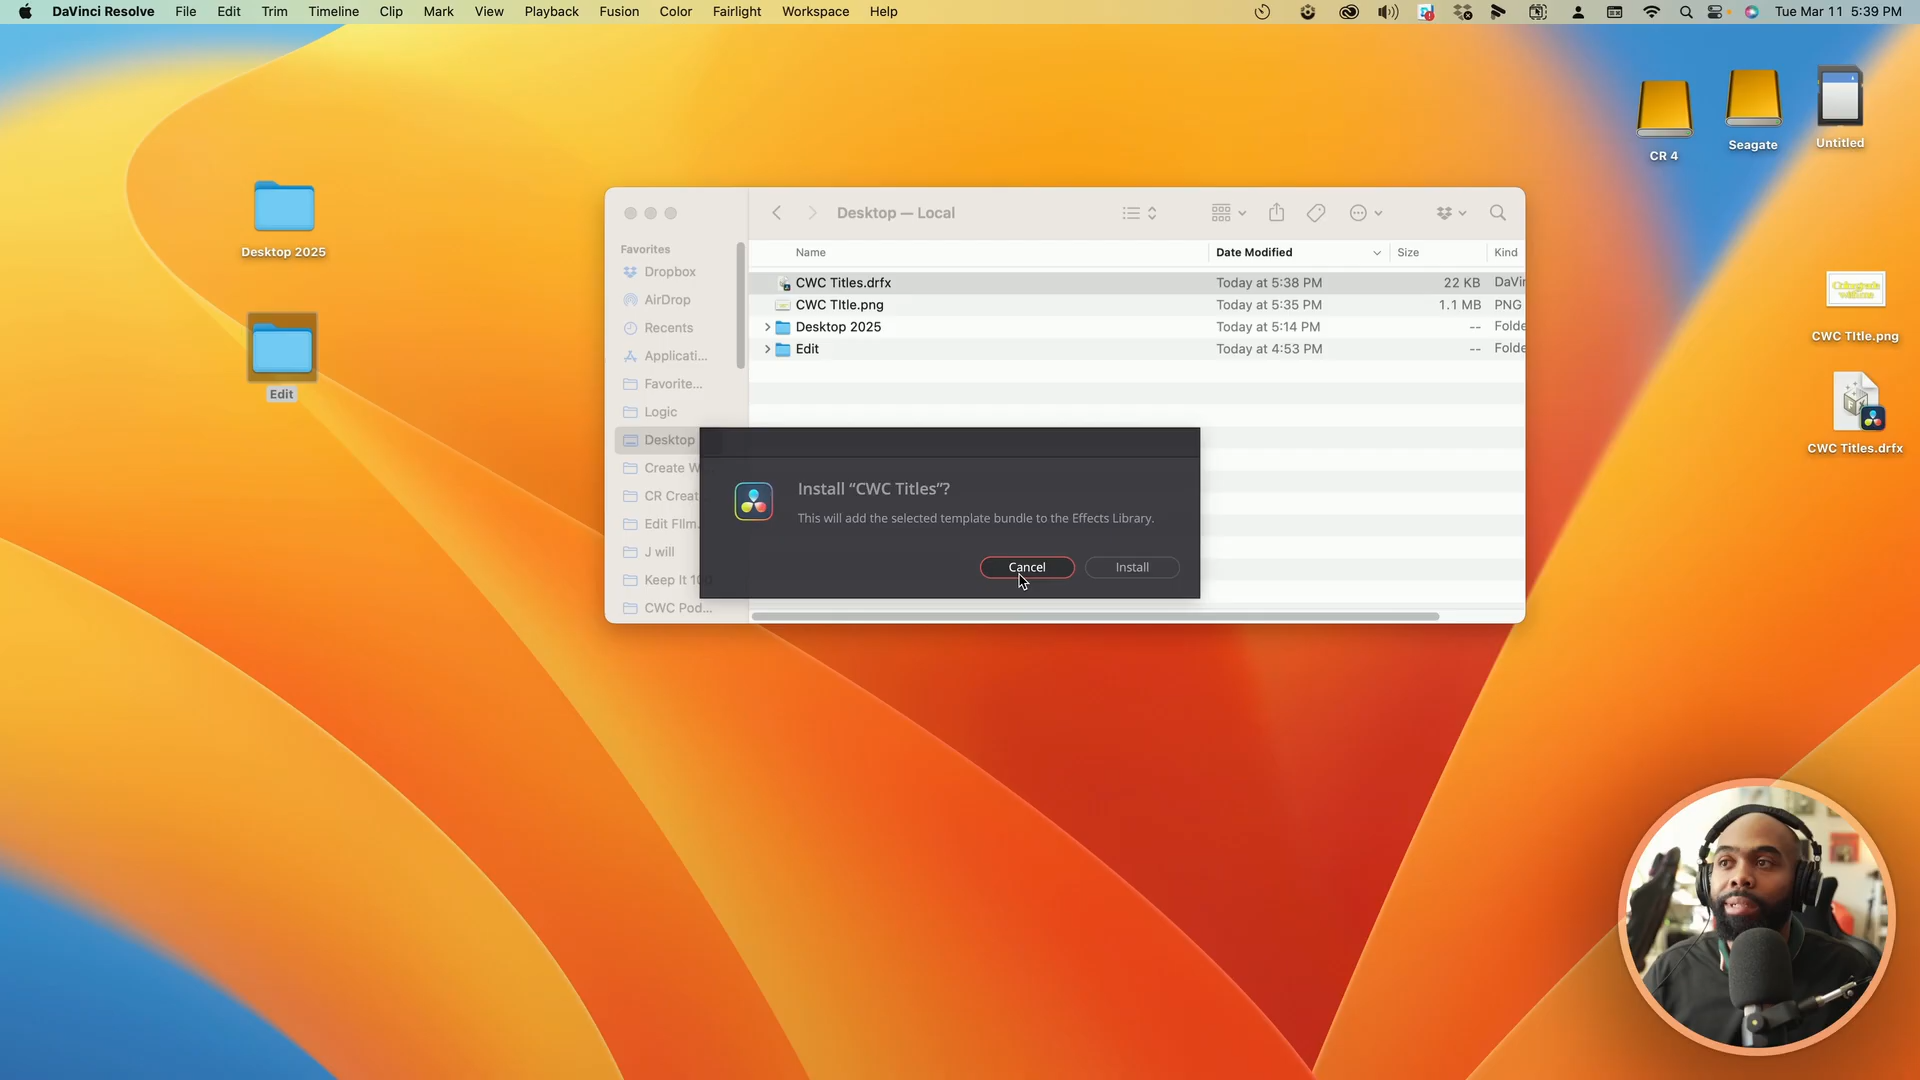 DaVinci Resolve File Edit Trim Timeline Clip Mark View Playback Fusion Color Fairlight Workspace Help Tue Mar 11 5:39 PM
CR 4
Seagate
Untitled
Desktop 2025
Edit
CWC TItle.png
CWC Titles.drfx
Desktop — Local
Favorites
Dropbox
AirDrop
Recents
Applicati...
Favorite...
Logic
Desktop
Create W
CR Creat
Edit FIlm.
J will
Keep It 100
CWC Pod...
Name Date Modified Size Kind
CWC Titles.drfx Today at 5:38 PM 22 KB DaVin
CWC TItle.png Today at 5:35 PM 1.1 MB PNG
Desktop 2025 Today at 5:14 PM -- Folde
Edit Today at 4:53 PM -- Folde
Install “CWC Titles”?
This will add the selected template bundle to the Effects Library.
Cancel Install